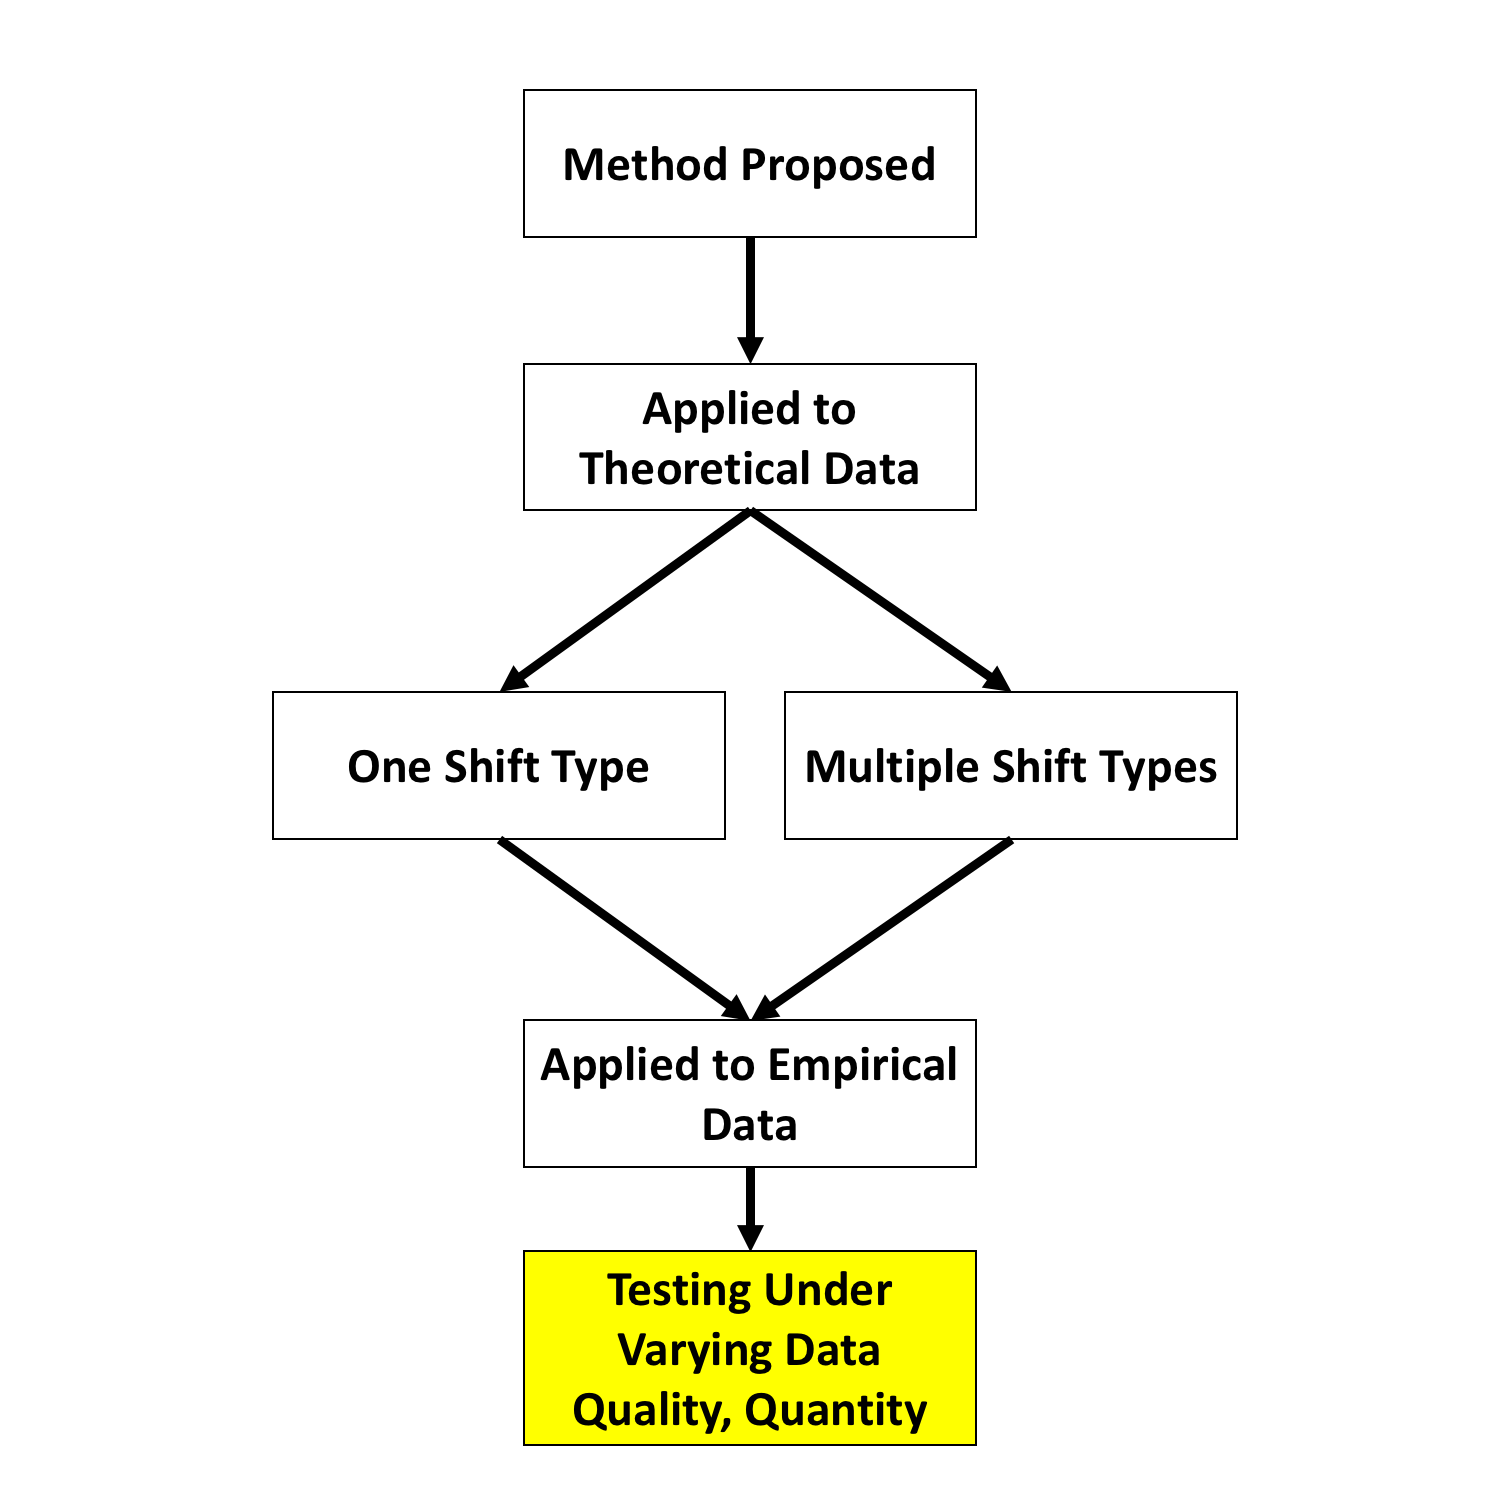 Method Proposed
Applied to
Theoretical Data
One Shift Type
Multiple Shift Types
Applied to Empirical
Data
Testing Under
Varying Data
Quality, Quantity